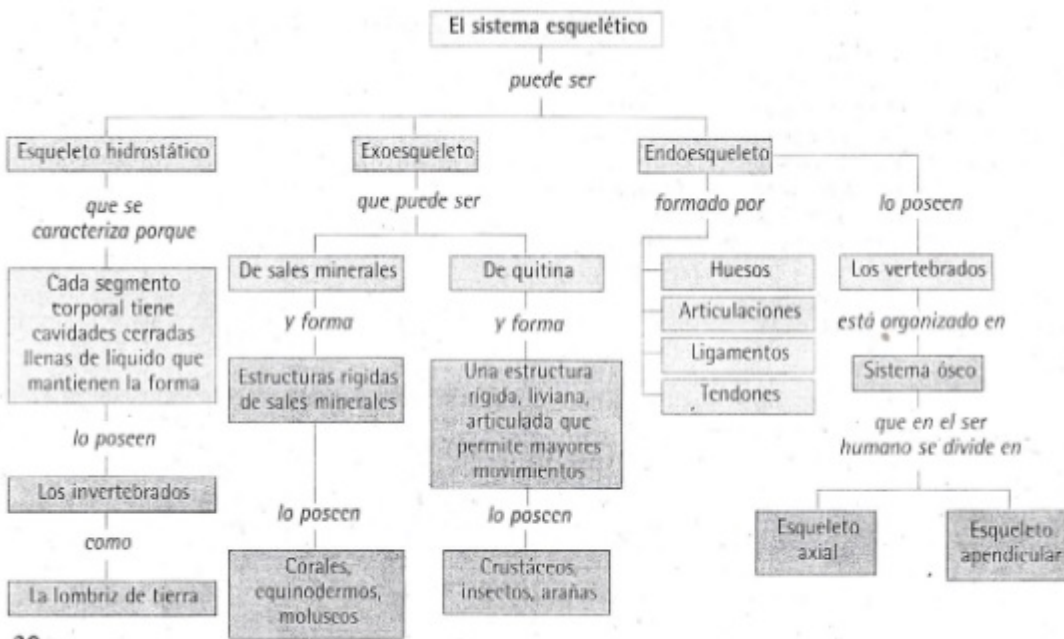 El sistema esquelético
puede ser
Esqueleto hidrostático
que se
caracteriza porque
Cada segmento
corporal tiene
cavidades cerradas
llenas de líquido que
mantienen la forma
lo poseen
Los invertebrados
como
La lombriz de tierra
Exoesqueleto
que puede ser
De sales minerales
y forma
Estructuras rígidas
de sales minerales
lo poseen
Corales,
equinodermos,
moluscos
De quitina
y forma
Una estructura
rígida, liviana,
articulada que
permite mayores
movimientos
lo poseen
Crustáceos,
insectos, arañas
Endoesqueleto
formado por
Huesos
Articulaciones
Ligamentos
Tendones
lo poseen
Los vertebrados
está organizado en
Sistema óseo
que en el ser
humano se divide en
Esqueleto
axial
Esqueleto
apendicular